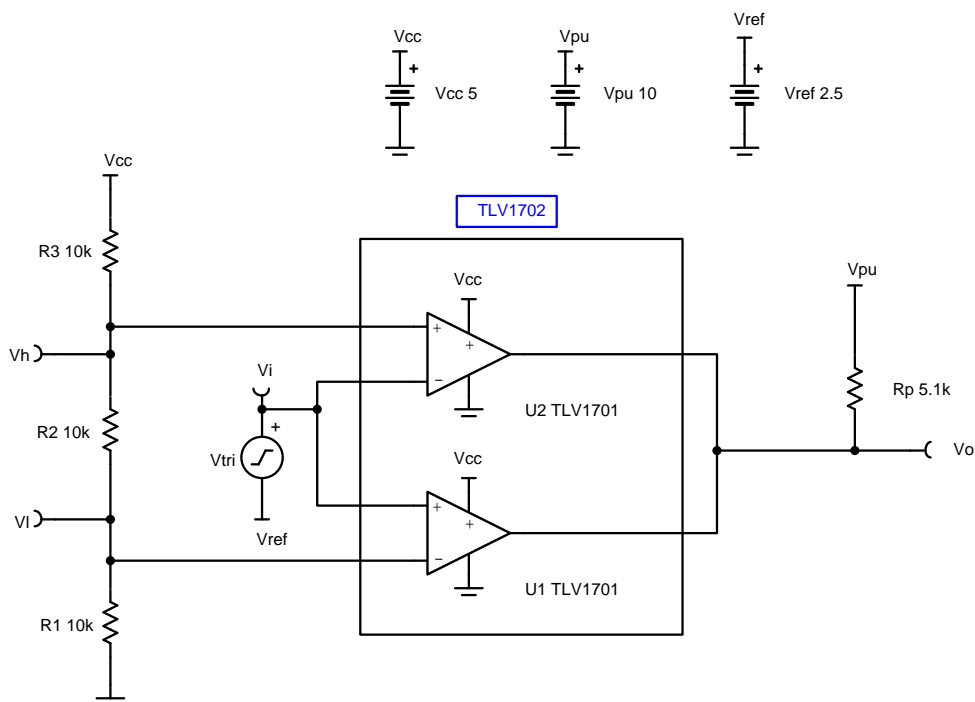 Vref
Vcc
Vpu
+
+
+
Vcc 5
Vpu 10
Vref 2.5
Vcc
TLV1702
R3 10k
Vcc
Vpu
+
+
Vh
Vi
−
Rp 5.1k
U2 TLV1701
+
R2 10k
Vcc
Vo
Vtri
+
+
Vl
Vref
−
U1 TLV1701
R1 10k